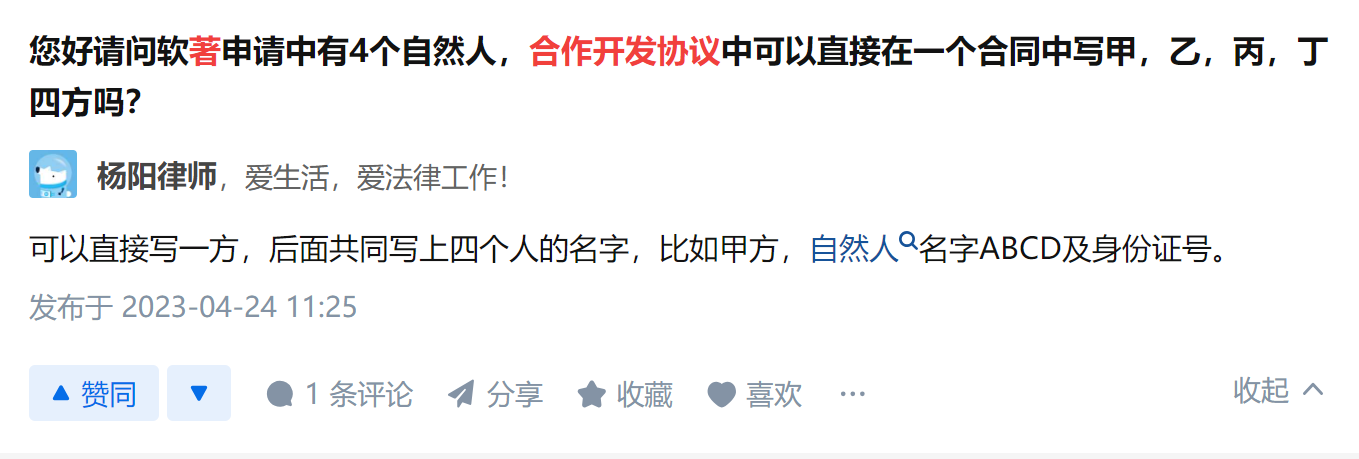 您好请问软著申请中有4个自然人，合作开发协议中可以直接在一个合同中写甲，乙，丙，丁
四方吗？
杨阳律师，爱生活，爱法律工作！
可以直接写一方，后面共同写上四个人的名字，比如甲方，自然人名字ABCD及身份证号。
发布于 2023-04-24 11:25
赞同 1 条评论 分享 收藏 喜欢 ··· 收起